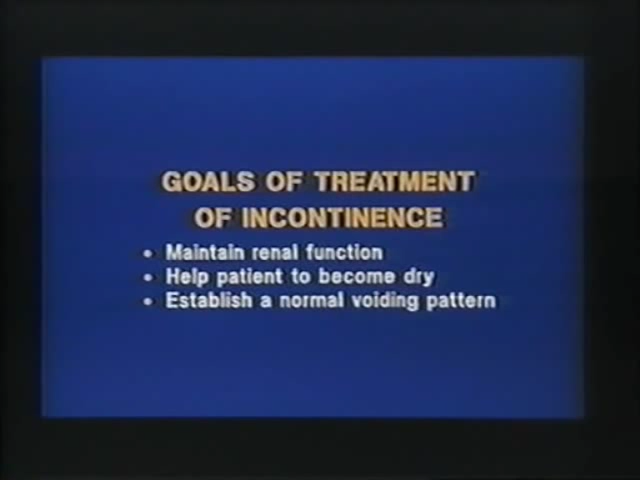 GOALS OF TREATMENT
OF INCONTINENCE
• Maintain renal function
• Help patient to become dry
• Establish a normal voiding pattern